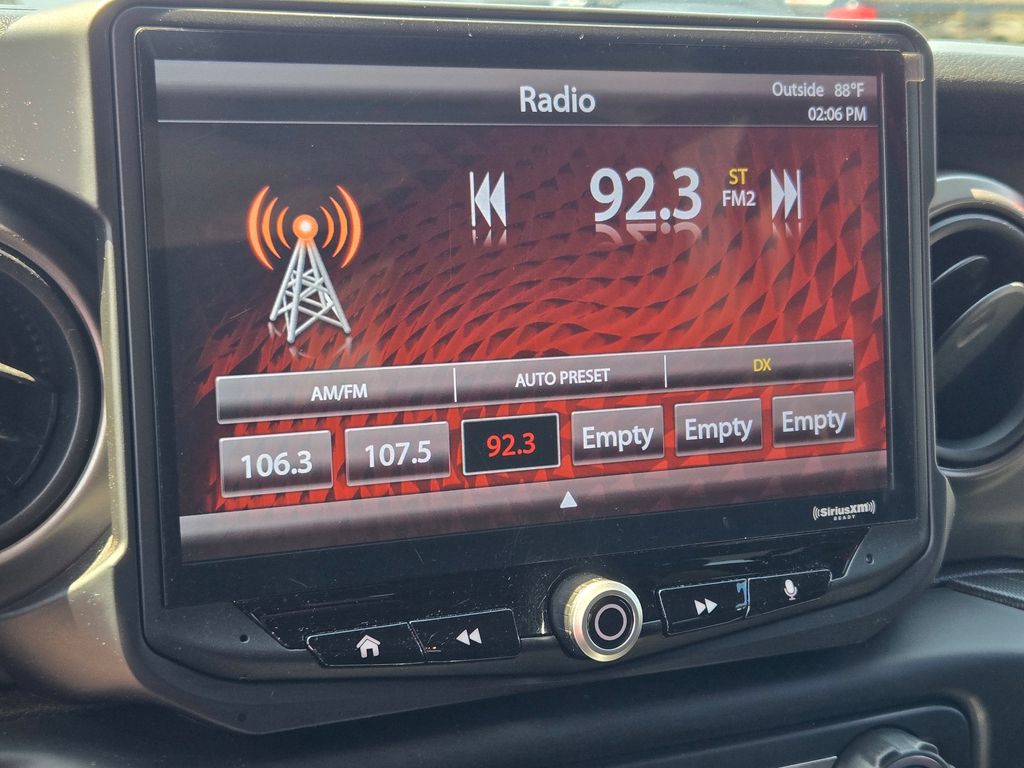 Radio
Outside 88°F
02:06 PM
92.3
ST
FM2
AM/FM
AUTO PRESET
DX
106.3
107.5
92.3
Empty
Empty
Empty
SiriusXM
READY